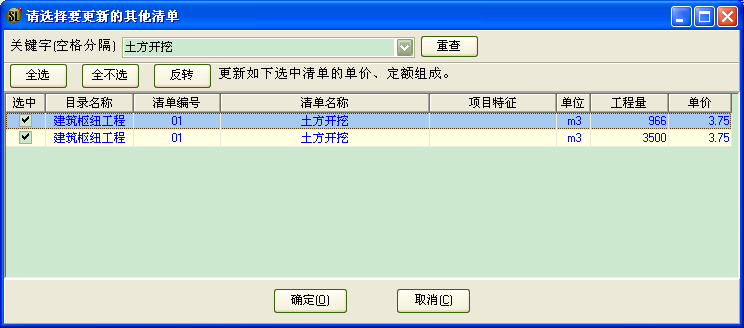 请选择要更新的其他清单
关键字(空格分隔) 土方开挖 重查
全选 全不选 反转 更新如下选中清单的单价、定额组成。
选中 目录名称 清单编号 清单名称 项目特征 单位 工程量 单价
建筑枢纽工程 01 土方开挖 m3 966 3.75
建筑枢纽工程 01 土方开挖 m3 3500 3.75
确定(O) 取消(C)